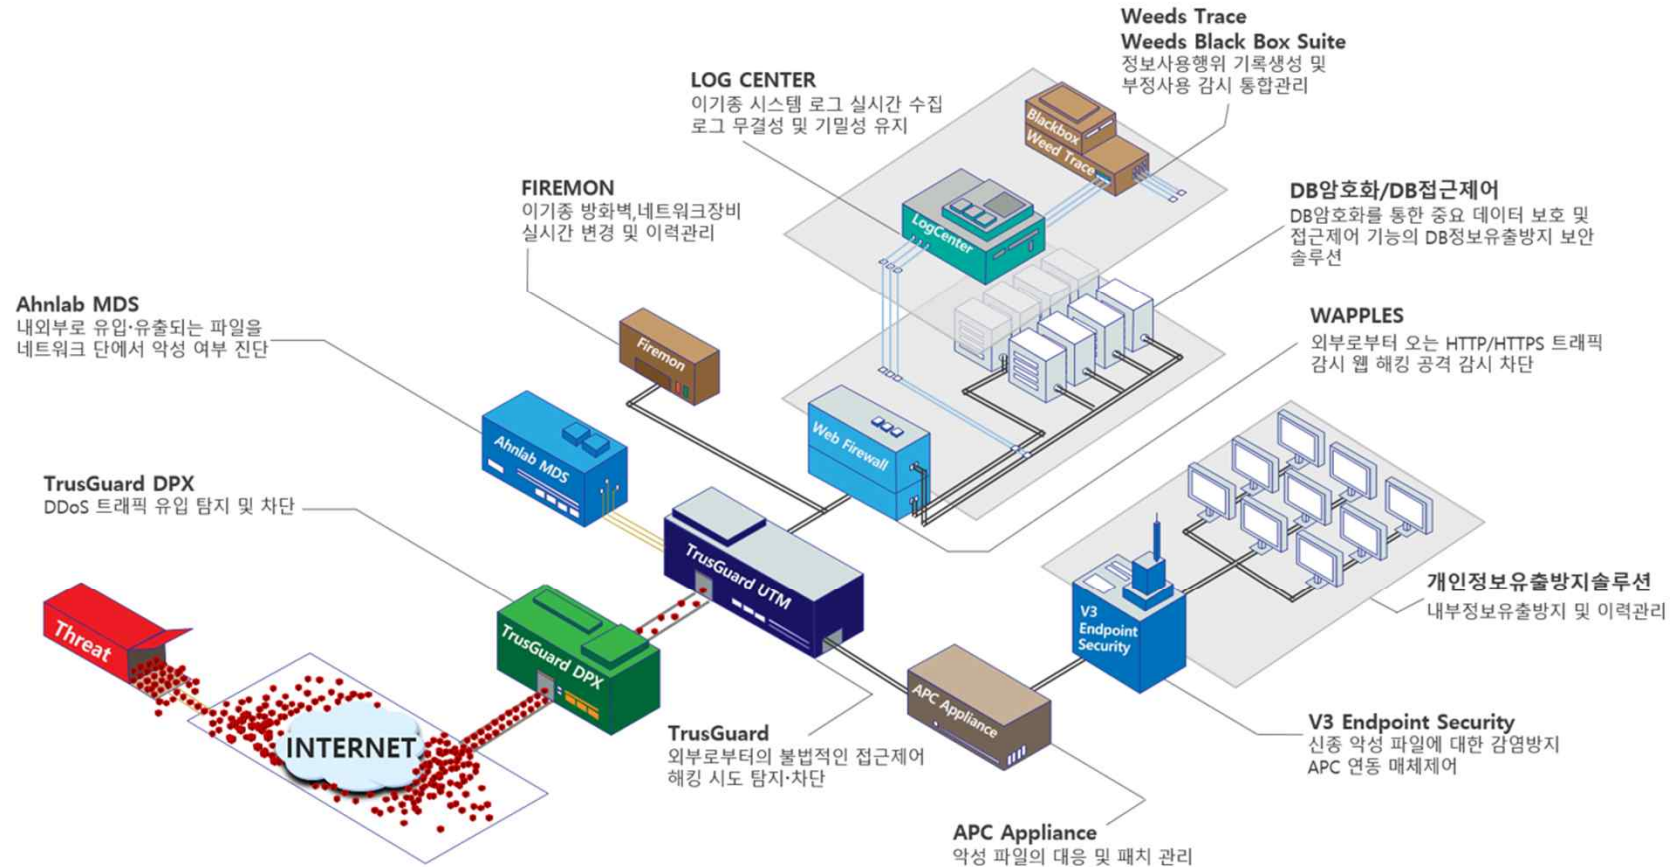 Weeds Trace
Weeds Black Box Suite
정보사용행위 기록생성 및
부정사용 감시 통합관리
LOG CENTER
이기종 시스템 로그 실시간 수집
로그 무결성 및 기밀성 유지
Blackbox
Weed Trace
FIREMON
이기종 방화벽,네트워크장비
실시간 변경 및 이력관리
DB암호화/DB접근제어
DB암호화를 통한 중요 데이터 보호 및
접근제어 기능의 DB정보유출방지 보안
솔루션
LogCenter
Ahnlab MDS
내외부로 유입·유출되는 파일을
네트워크 단에서 악성 여부 진단
WAPPLES
외부로부터 오는 HTTP/HTTPS 트래픽
감시 웹 해킹 공격 감시 차단
Firemon
Ahnlab MDS
Web Firewall
TrusGuard DPX
DDoS 트래픽 유입 탐지 및 차단
TrusGuard UTM
개인정보유출방지솔루션
내부정보유출방지 및 이력관리
V3
Endpoint
Security
Threat
TrusGuard DPX
APC Appliance
INTERNET
TrusGuard
외부로부터의 불법적인 접근제어
해킹 시도 탐지·차단
V3 Endpoint Security
신종 악성 파일에 대한 감염방지
APC 연동 매체제어
APC Appliance
악성 파일의 대응 및 패치 관리